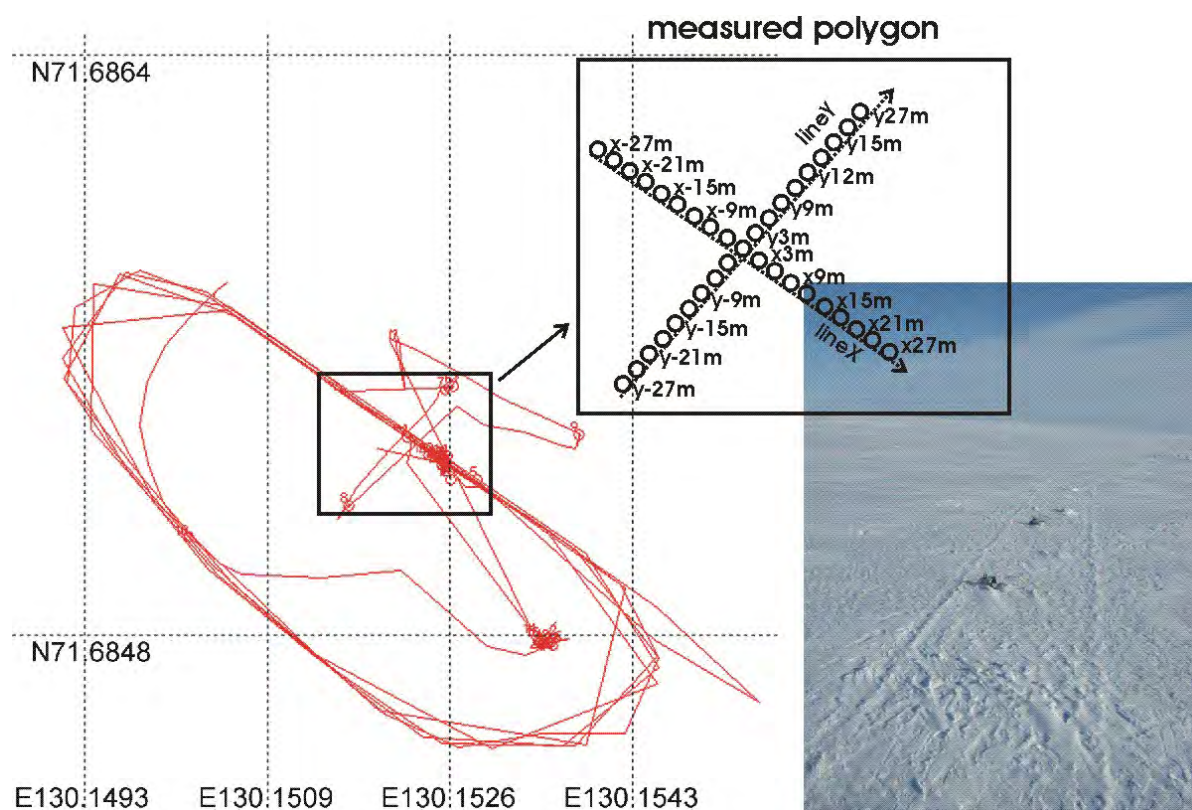 measured polygon
N71.6864
lineY
y27m
y15m
y12m
y9m
y3m
x-27m
x-21m
x-15m
x-9m
x3m
x9m
x15m
x21m
x27m
lineX
y-9m
y-15m
y-21m
y-27m
8
N71.6848
E130.1493
E130.1509
E130.1526
E130.1543